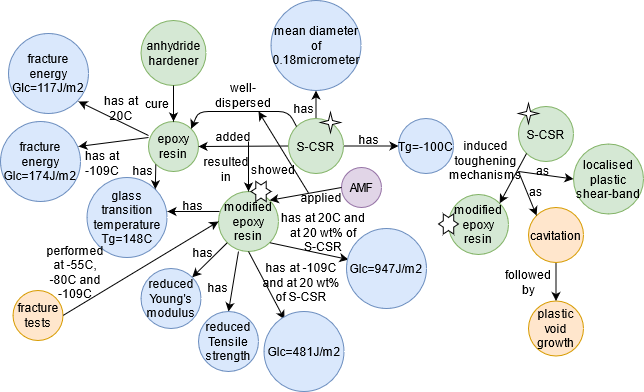 fracture
energy
GIc=117J/m2
anhydride
hardener
mean diameter
of
0.18micrometer
has at
20C
cure
well-
dispersed
has
S-CSR
epoxy
resin
added
S-CSR
has
Tg=-100C
induced
toughening
mechanisms
as
localised
plastic
shear-band
fracture
energy
GIc=174J/m2
has at
-109C
has
resulted
in
showed
AMF
applied
as
glass
transition
temperature
Tg=148C
has
modified
epoxy
resin
has at 20C and
at 20 wt% of
S-CSR
modified
epoxy
resin
cavitation
performed
at -55C,
-80C and
-109C
has
has at -109C
and at 20 wt%
of S-CSR
GIc=947J/m2
followed
by
fracture
tests
reduced
Young's
modulus
has
reduced
Tensile
strength
GIc=481J/m2
plastic
void
growth